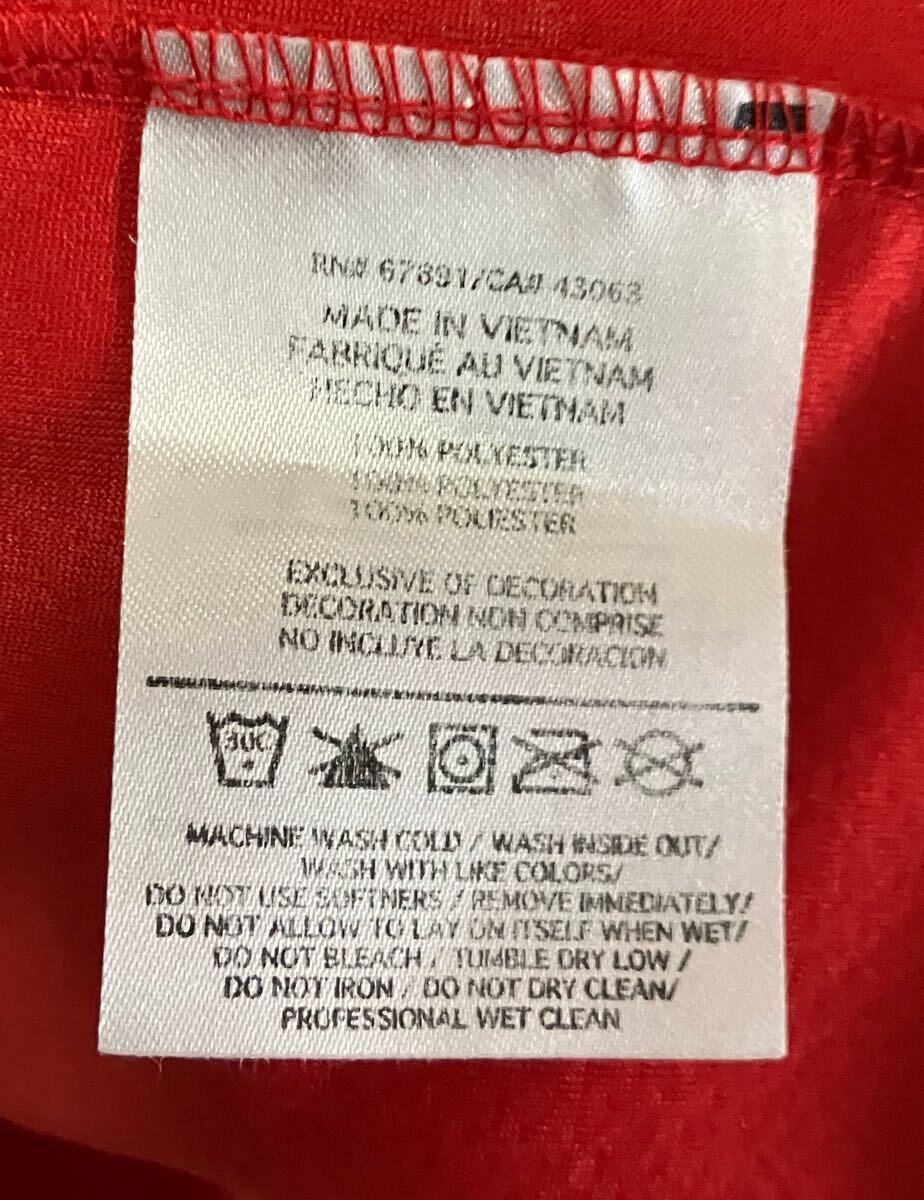 RN# 67891/CA# 43063
MADE IN VIETNAM
FABRIQUÉ AU VIETNAM
HECHO EN VIETNAM
100% POLYESTER
100% POLYESTER
100% POLIESTER
EXCLUSIVE OF DECORATION
DECORATION NON COMPRISE
NO INCLUYE LA DECORACION
30C
MACHINE WASH COLD / WASH INSIDE OUT/
WASH WITH LIKE COLORS/
DO NOT USE SOFTNERS / REMOVE IMMEDIATELY/
DO NOT ALLOW TO LAY ON ITSELF WHEN WET/
DO NOT BLEACH / TUMBLE DRY LOW /
DO NOT IRON / DO NOT DRY CLEAN/
PROFESSIONAL WET CLEAN